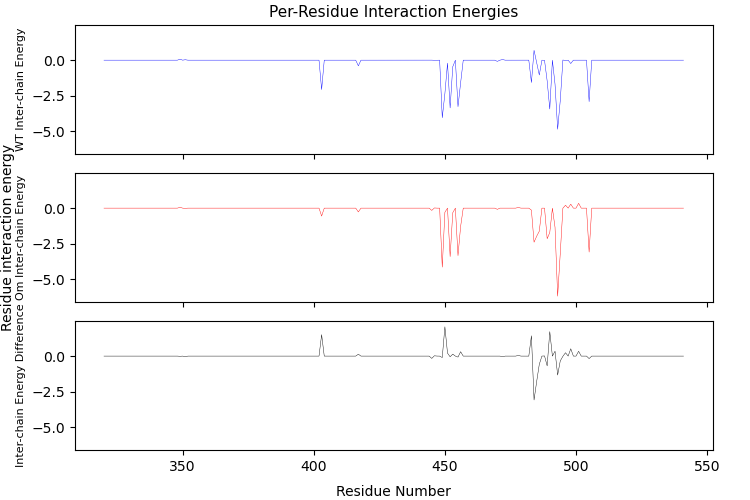 Per-Residue Interaction Energies
Residue interaction energy
WT Inter-chain Energy
0.0
−2.5
−5.0
Om Inter-chain Energy
0.0
−2.5
−5.0
Inter-chain Energy Difference
0.0
−2.5
−5.0
350 400 450 500 550
Residue Number